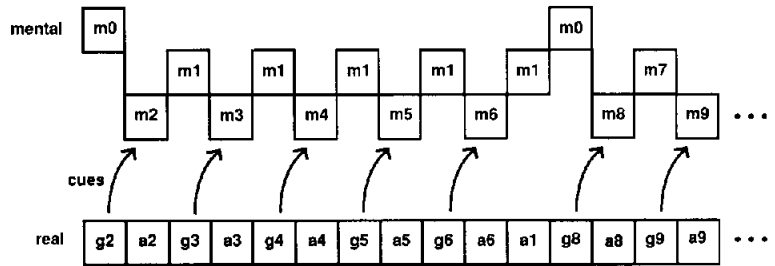 mental m0 m0
m1 m1 m1 m1 m1 m7
m2 m3 m4 m5 m6 m8 m9 • • •
cues
real g2 a2 g3 a3 g4 a4 g5 a5 g6 a6 a1 g8 a8 g9 a9 • • •